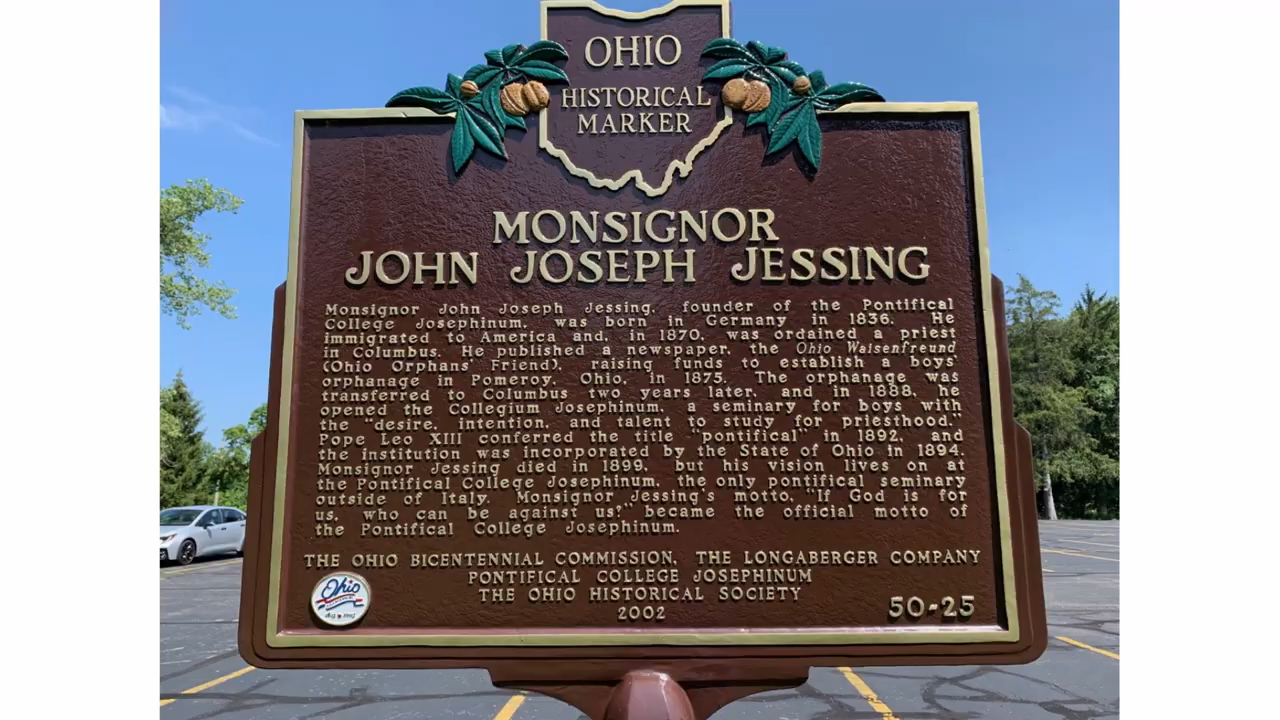 OHIO
HISTORICAL
MARKER
MONSIGNOR
JOHN JOSEPH JESSING
Monsignor John Joseph Jessing, founder of the Pontifical
College Josephinum, was born in Germany in 1836. He
immigrated to America and, in 1870, was ordained a priest
in Columbus. He published a newspaper, the Ohio Waisenfreund
(Ohio Orphans' Friend), raising funds to establish a boys'
orphanage in Pomeroy, Ohio, in 1875. The orphanage was
transferred to Columbus two years later, and in 1888, he
opened the Collegium Josephinum, a seminary for boys with
the "desire, intention, and talent to study for priesthood."
Pope Leo XIII conferred the title "pontifical" in 1892, and
the institution was incorporated by the State of Ohio in 1894.
Monsignor Jessing died in 1899, but his vision lives on at
the Pontifical College Josephinum, the only pontifical seminary
outside of Italy. Monsignor Jessing's motto, "If God is for
us, who can be against us?" became the official motto of
the Pontifical College Josephinum.
THE OHIO BICENTENNIAL COMMISSION, THE LONGABERGER COMPANY
PONTIFICAL COLLEGE JOSEPHINUM
THE OHIO HISTORICAL SOCIETY
2002
50-25
Ohio